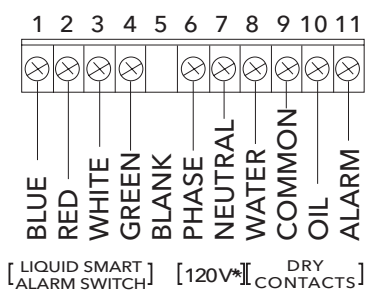 1 2 3 4 5 6 7 8 9 10 11
BLUE
RED
WHITE
GREEN
BLANK
PHASE
NEUTRAL
WATER
COMMON
OIL
ALARM
[LIQUID SMART
ALARM SWITCH]
[120V*]
[DRY
CONTACTS]